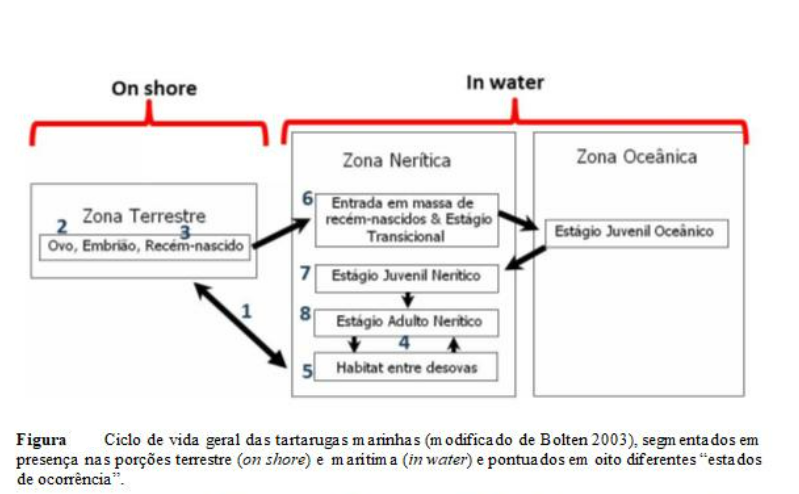 On shore
In water
Zona Terrestre
2
3
Ovo, Embrião, Recém-nascido
1
Zona Nerítica
6
Entrada em massa de
recém-nascidos & Estágio
Transicional
7
Estágio Juvenil Nerítico
8
Estágio Adulto Nerítico
4
5
Habitat entre desovas
Zona Oceânica
Estágio Juvenil Oceânico
Figura Ciclo de vida geral das tartarugas marinhas (modificado de Bolten 2003), segmentados em
presença nas porções terrestre (on shore) e maritima (in water) e pontuados em oito diferentes “estados
de ocorrência”.